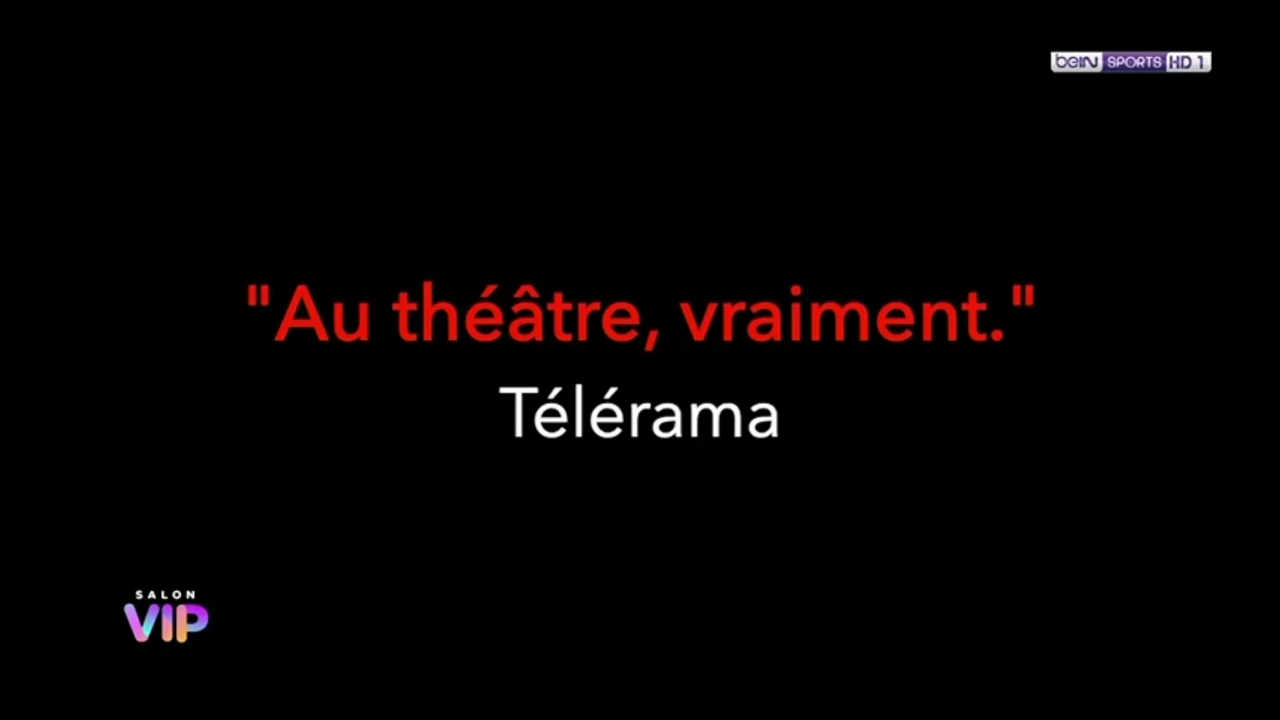 beIN SPORTS HD 1
"Au théâtre, vraiment."
Télérama
SALON
VIP